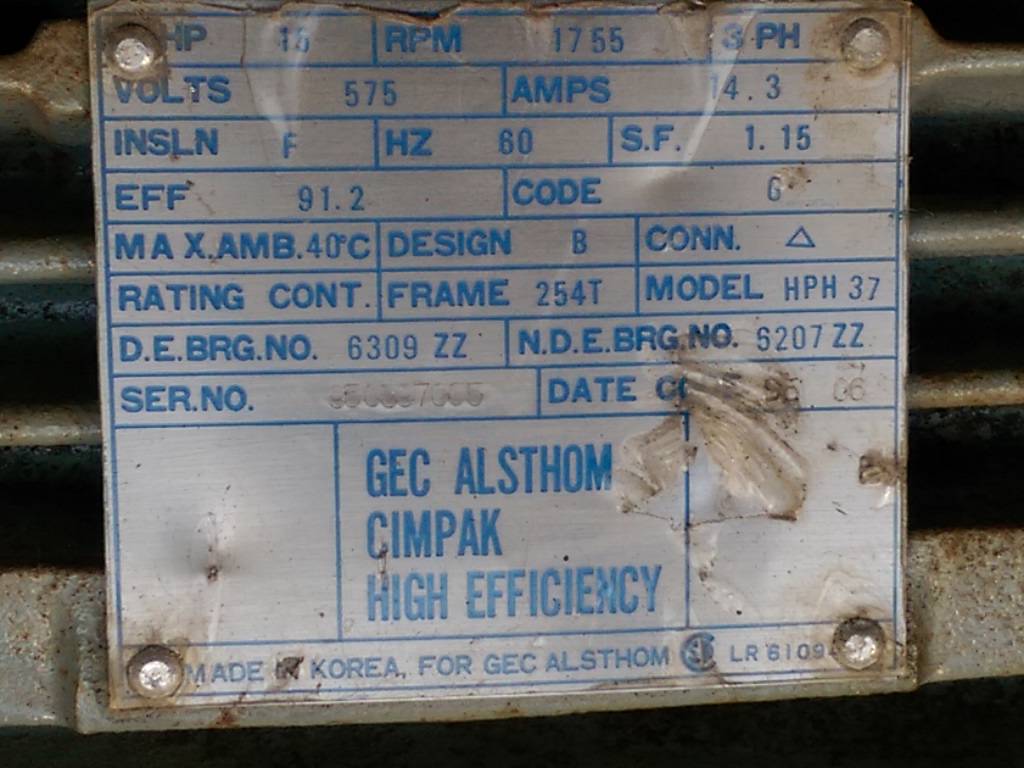 HP 15 RPM 1755 3 PH
VOLTS 575 AMPS 14.3
INSLN F HZ 60 S.F. 1.15
EFF 91.2 CODE G
MAX.AMB.40°C DESIGN B CONN. △
RATING CONT. FRAME 254T MODEL HPH 37
D.E.BRG.NO. 6309 ZZ N.D.E.BRG.NO. 6207 ZZ
SER.NO. DATE
GEC ALSTHOM
CIMPAK
HIGH EFFICIENCY
MADE IN KOREA, FOR GEC ALSTHOM LR 6109